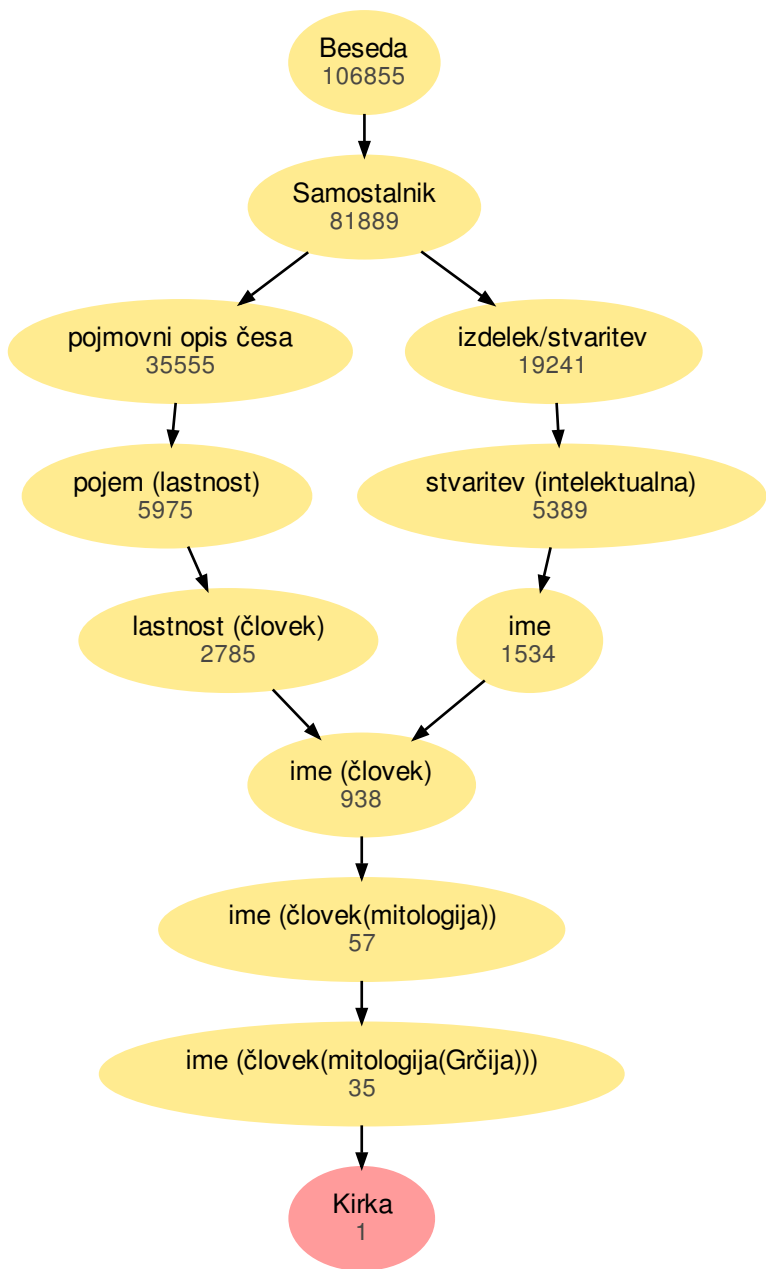 Beseda
106855
Samostalnik
81889
pojmovni opis česa
35555
izdelek/stvaritev
19241
pojem (lastnost)
5975
stvaritev (intelektualna)
5389
lastnost (človek)
2785
ime
1534
ime (človek)
938
ime (človek(mitologija))
57
ime (človek(mitologija(Grčija)))
35
Kirka
1